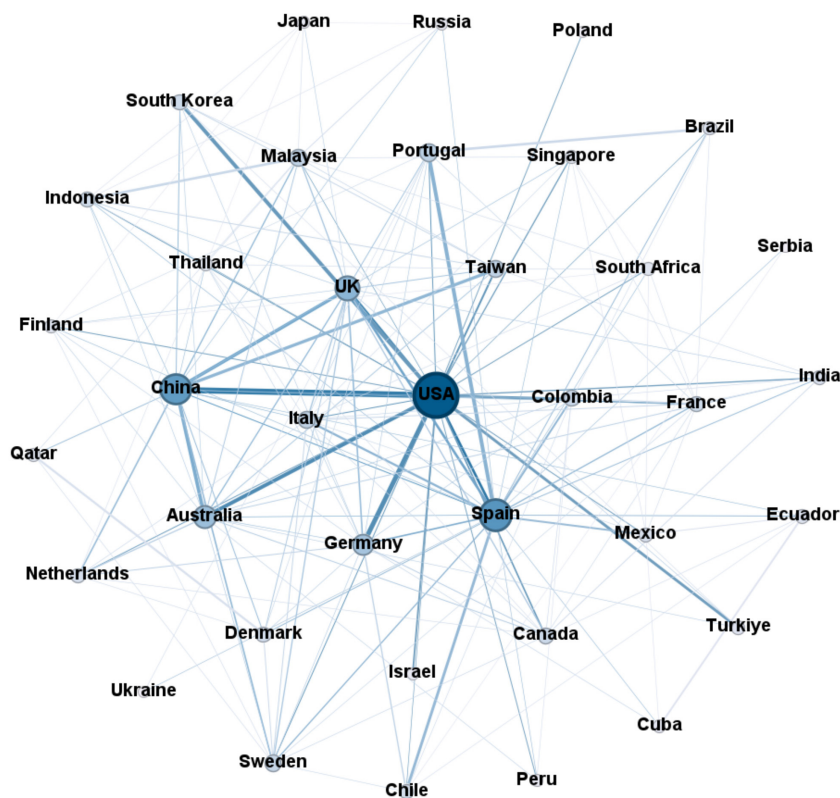 Japan
Russia
Poland
South Korea
Brazil
Malaysia
Portugal
Singapore
Indonesia
Serbia
Thailand
Taiwan
South Africa
UK
Finland
India
China
USA
Colombia
France
Italy
Qatar
Australia
Spain
Ecuador
Germany
Mexico
Netherlands
Denmark
Canada
Turkiye
Israel
Ukraine
Cuba
Sweden
Peru
Chile